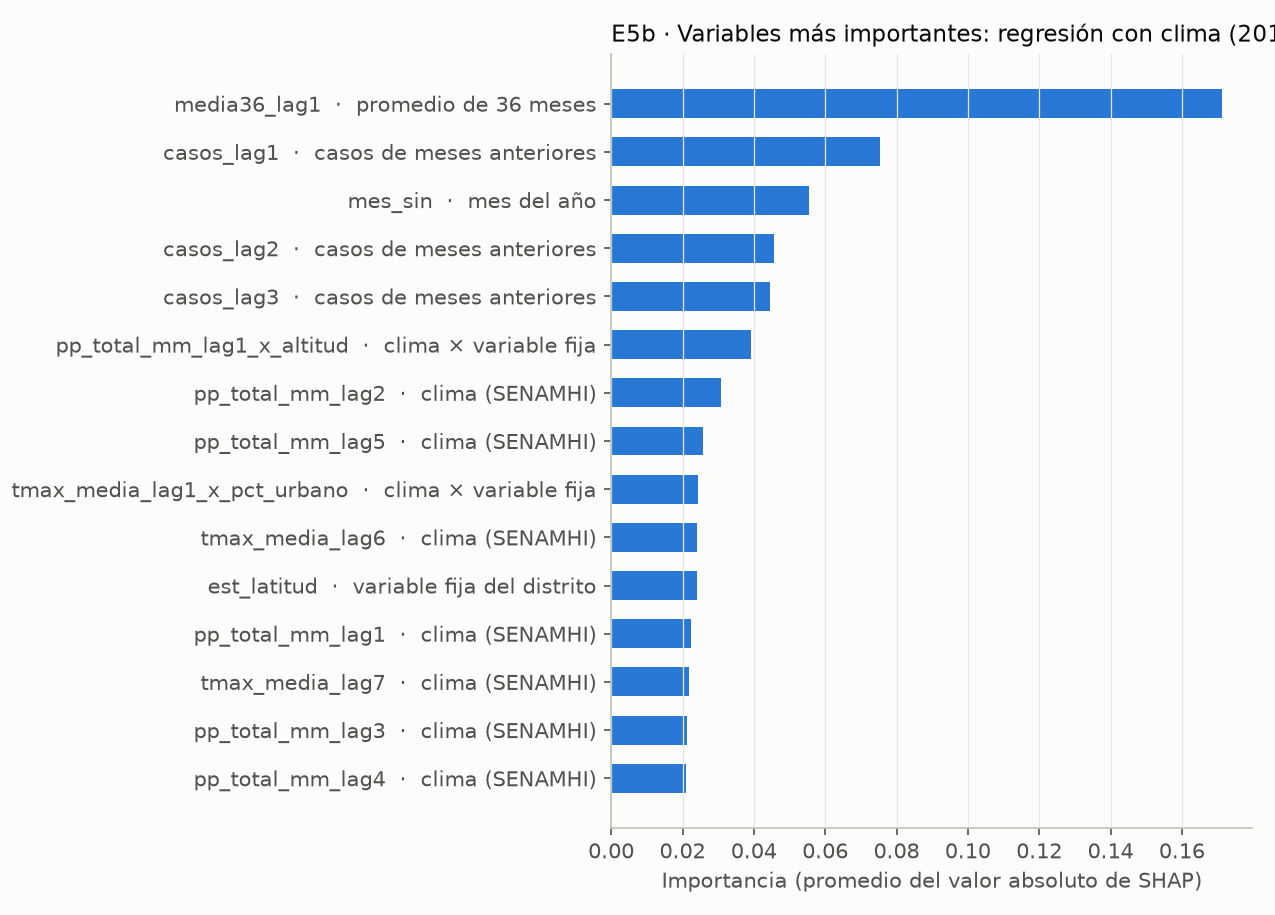 E5b · Variables más importantes: regresión con clima (201
media36_lag1 · promedio de 36 meses
casos_lag1 · casos de meses anteriores
mes_sin · mes del año
casos_lag2 · casos de meses anteriores
casos_lag3 · casos de meses anteriores
pp_total_mm_lag1_x_altitud · clima × variable fija
pp_total_mm_lag2 · clima (SENAMHI)
pp_total_mm_lag5 · clima (SENAMHI)
tmax_media_lag1_x_pct_urbano · clima × variable fija
tmax_media_lag6 · clima (SENAMHI)
est_latitud · variable fija del distrito
pp_total_mm_lag1 · clima (SENAMHI)
tmax_media_lag7 · clima (SENAMHI)
pp_total_mm_lag3 · clima (SENAMHI)
pp_total_mm_lag4 · clima (SENAMHI)
0.00 0.02 0.04 0.06 0.08 0.10 0.12 0.14 0.16
Importancia (promedio del valor absoluto de SHAP)